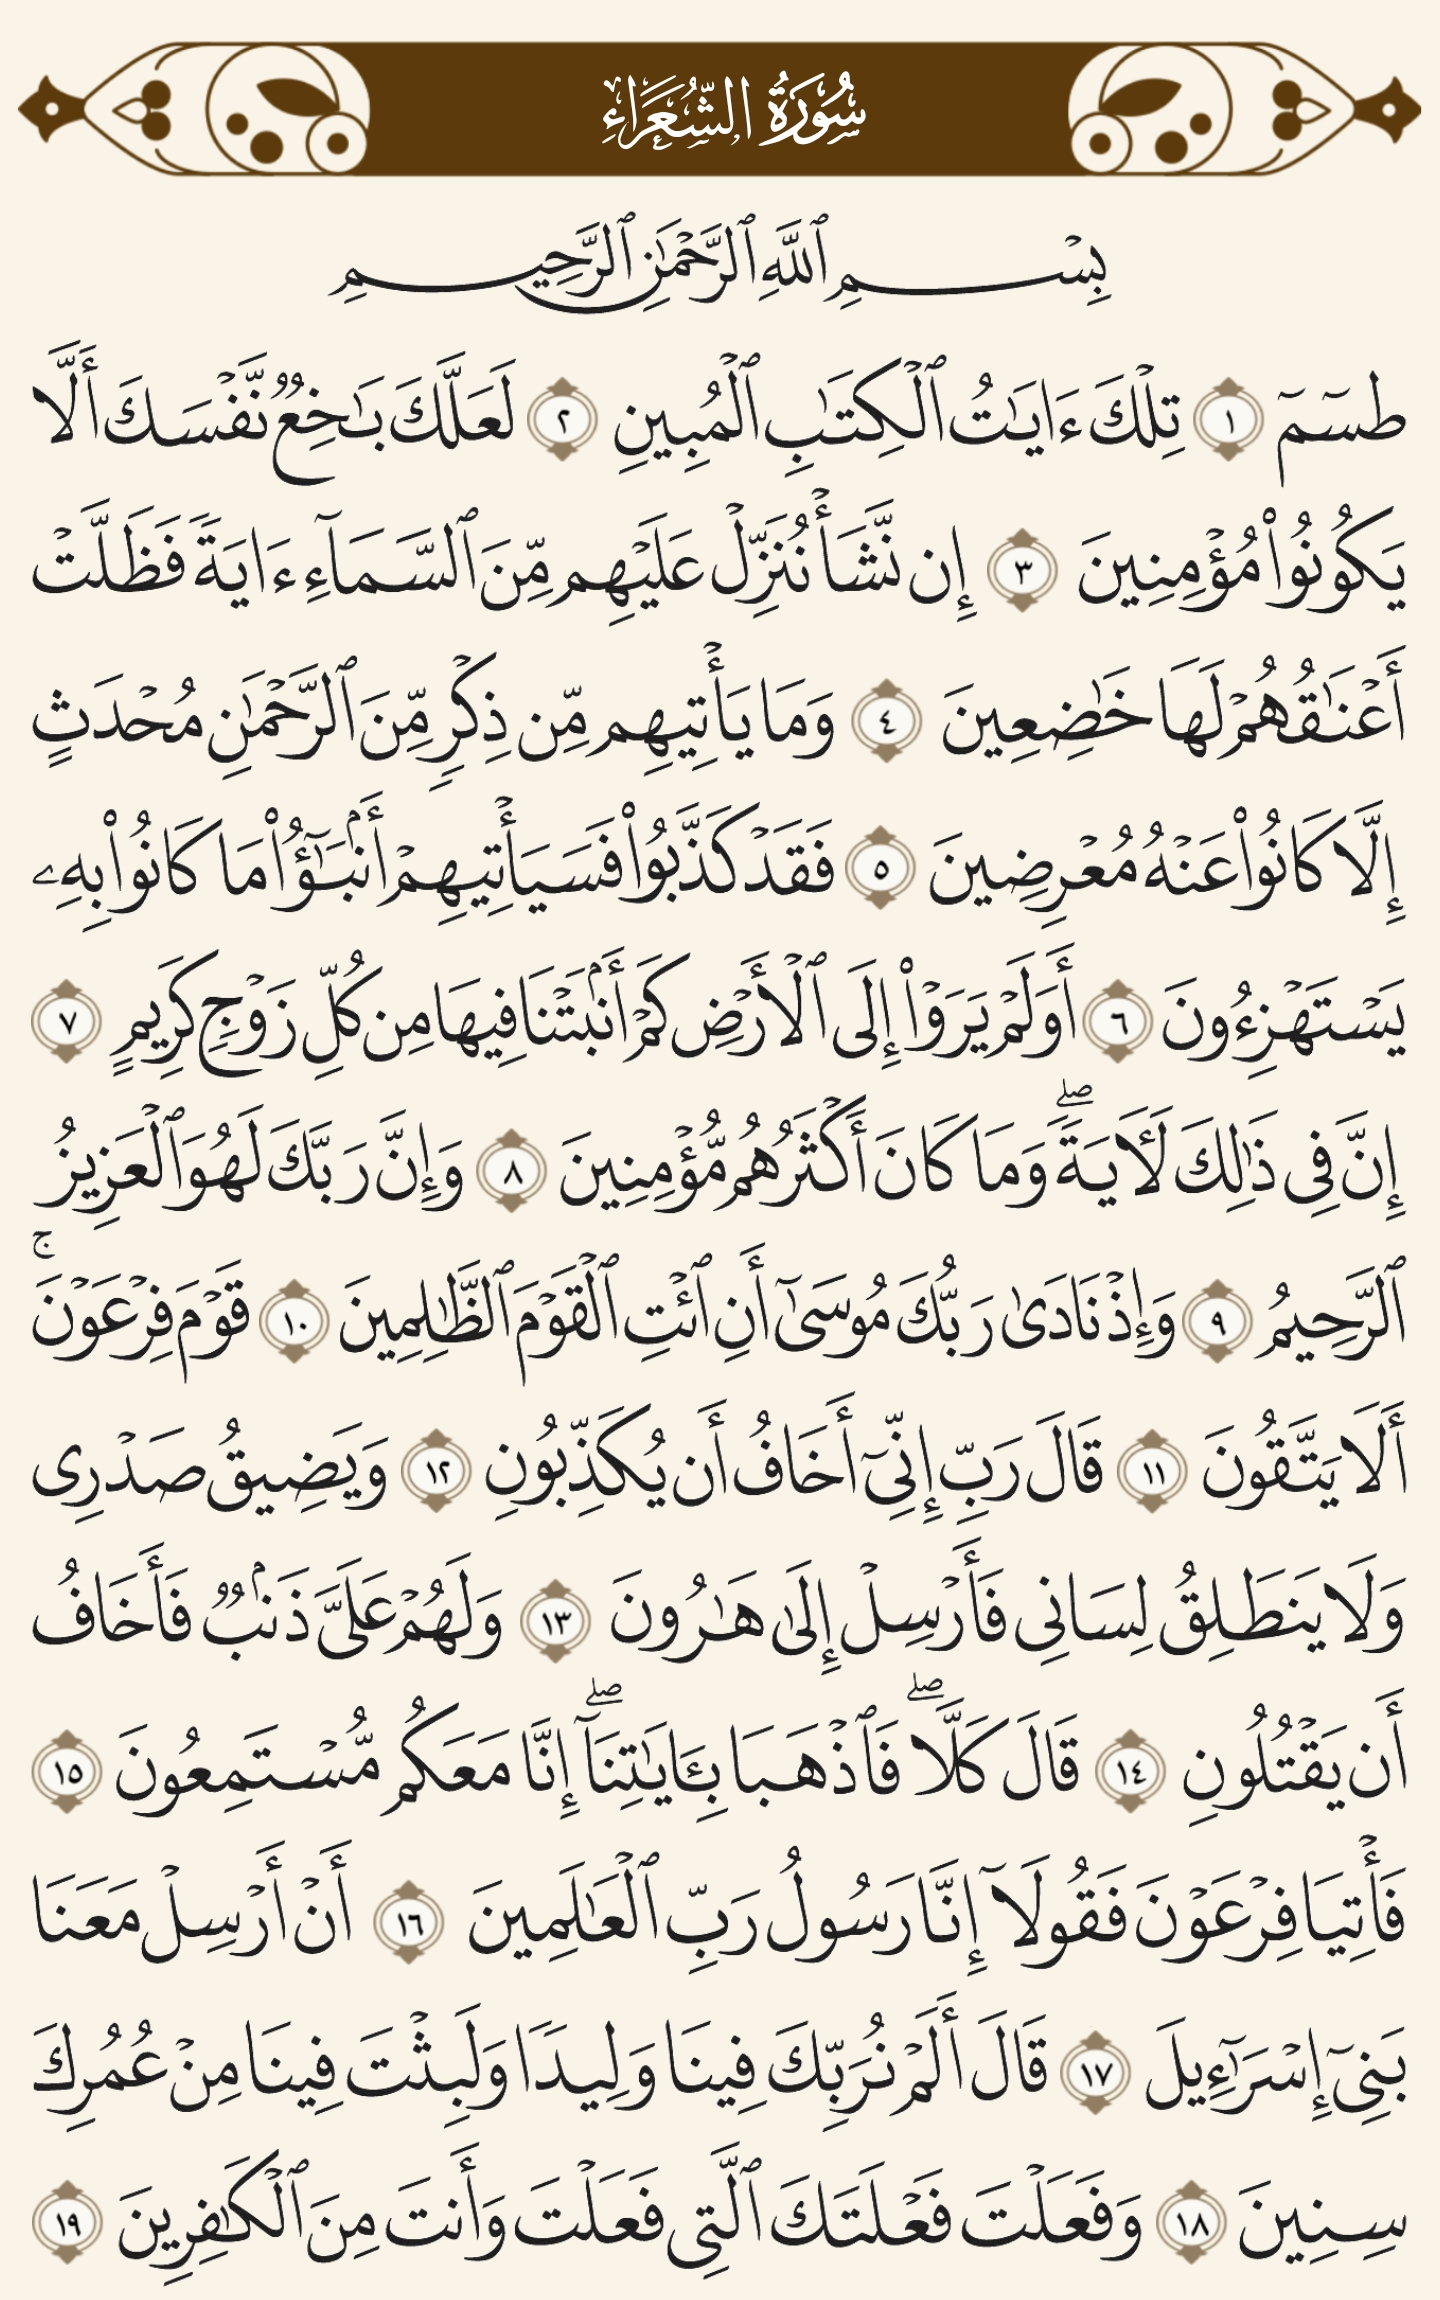 سُورَةُ الشُّعَرَاءِ
بِسْمِ ٱللَّهِ ٱلرَّحْمَٰنِ ٱلرَّحِيمِ
طسٓمٓ ١ تِلْكَ ءَايَٰتُ ٱلْكِتَٰبِ ٱلْمُبِينِ ٢ لَعَلَّكَ بَٰخِعٌ نَّفْسَكَ أَلَّا
يَكُونُوا۟ مُؤْمِنِينَ ٣ إِن نَّشَأْ نُنَزِّلْ عَلَيْهِم مِّنَ ٱلسَّمَآءِ ءَايَةً فَظَلَّتْ
أَعْنَٰقُهُمْ لَهَا خَٰضِعِينَ ٤ وَمَا يَأْتِيهِم مِّن ذِكْرٍ مِّنَ ٱلرَّحْمَٰنِ مُحْدَثٍ
إِلَّا كَانُوا۟ عَنْهُ مُعْرِضِينَ ٥ فَقَدْ كَذَّبُوا۟ فَسَيَأْتِيهِمْ أَنۢبَٰٓؤُا۟ مَا كَانُوا۟ بِهِۦ
يَسْتَهْزِءُونَ ٦ أَوَلَمْ يَرَوْا۟ إِلَى ٱلْأَرْضِ كَمْ أَنۢبَتْنَا فِيهَا مِن كُلِّ زَوْجٍ كَرِيمٍ ٧
إِنَّ فِى ذَٰلِكَ لَـَٔايَةً ۖ وَمَا كَانَ أَكْثَرُهُم مُّؤْمِنِينَ ٨ وَإِنَّ رَبَّكَ لَهُوَ ٱلْعَزِيزُ
ٱلرَّحِيمُ ٩ وَإِذْ نَادَىٰ رَبُّكَ مُوسَىٰٓ أَنِ ٱئْتِ ٱلْقَوْمَ ٱلظَّٰلِمِينَ ١٠ قَوْمَ فِرْعَوْنَ ۚ
أَلَا يَتَّقُونَ ١١ قَالَ رَبِّ إِنِّىٓ أَخَافُ أَن يُكَذِّبُونِ ١٢ وَيَضِيقُ صَدْرِى
وَلَا يَنطَلِقُ لِسَانِى فَأَرْسِلْ إِلَىٰ هَٰرُونَ ١٣ وَلَهُمْ عَلَىَّ ذَنۢبٌ فَأَخَافُ
أَن يَقْتُلُونِ ١٤ قَالَ كَلَّا ۖ فَٱذْهَبَا بِـَٔايَٰتِنَآ ۖ إِنَّا مَعَكُم مُّسْتَمِعُونَ ١٥
فَأْتِيَا فِرْعَوْنَ فَقُولَآ إِنَّا رَسُولُ رَبِّ ٱلْعَٰلَمِينَ ١٦ أَنْ أَرْسِلْ مَعَنَا
بَنِىٓ إِسْرَٰٓءِيلَ ١٧ قَالَ أَلَمْ نُرَبِّكَ فِينَا وَلِيدًا وَلَبِثْتَ فِينَا مِنْ عُمُرِكَ
سِنِينَ ١٨ وَفَعَلْتَ فَعْلَتَكَ ٱلَّتِى فَعَلْتَ وَأَنتَ مِنَ ٱلْكَٰفِرِينَ ١٩